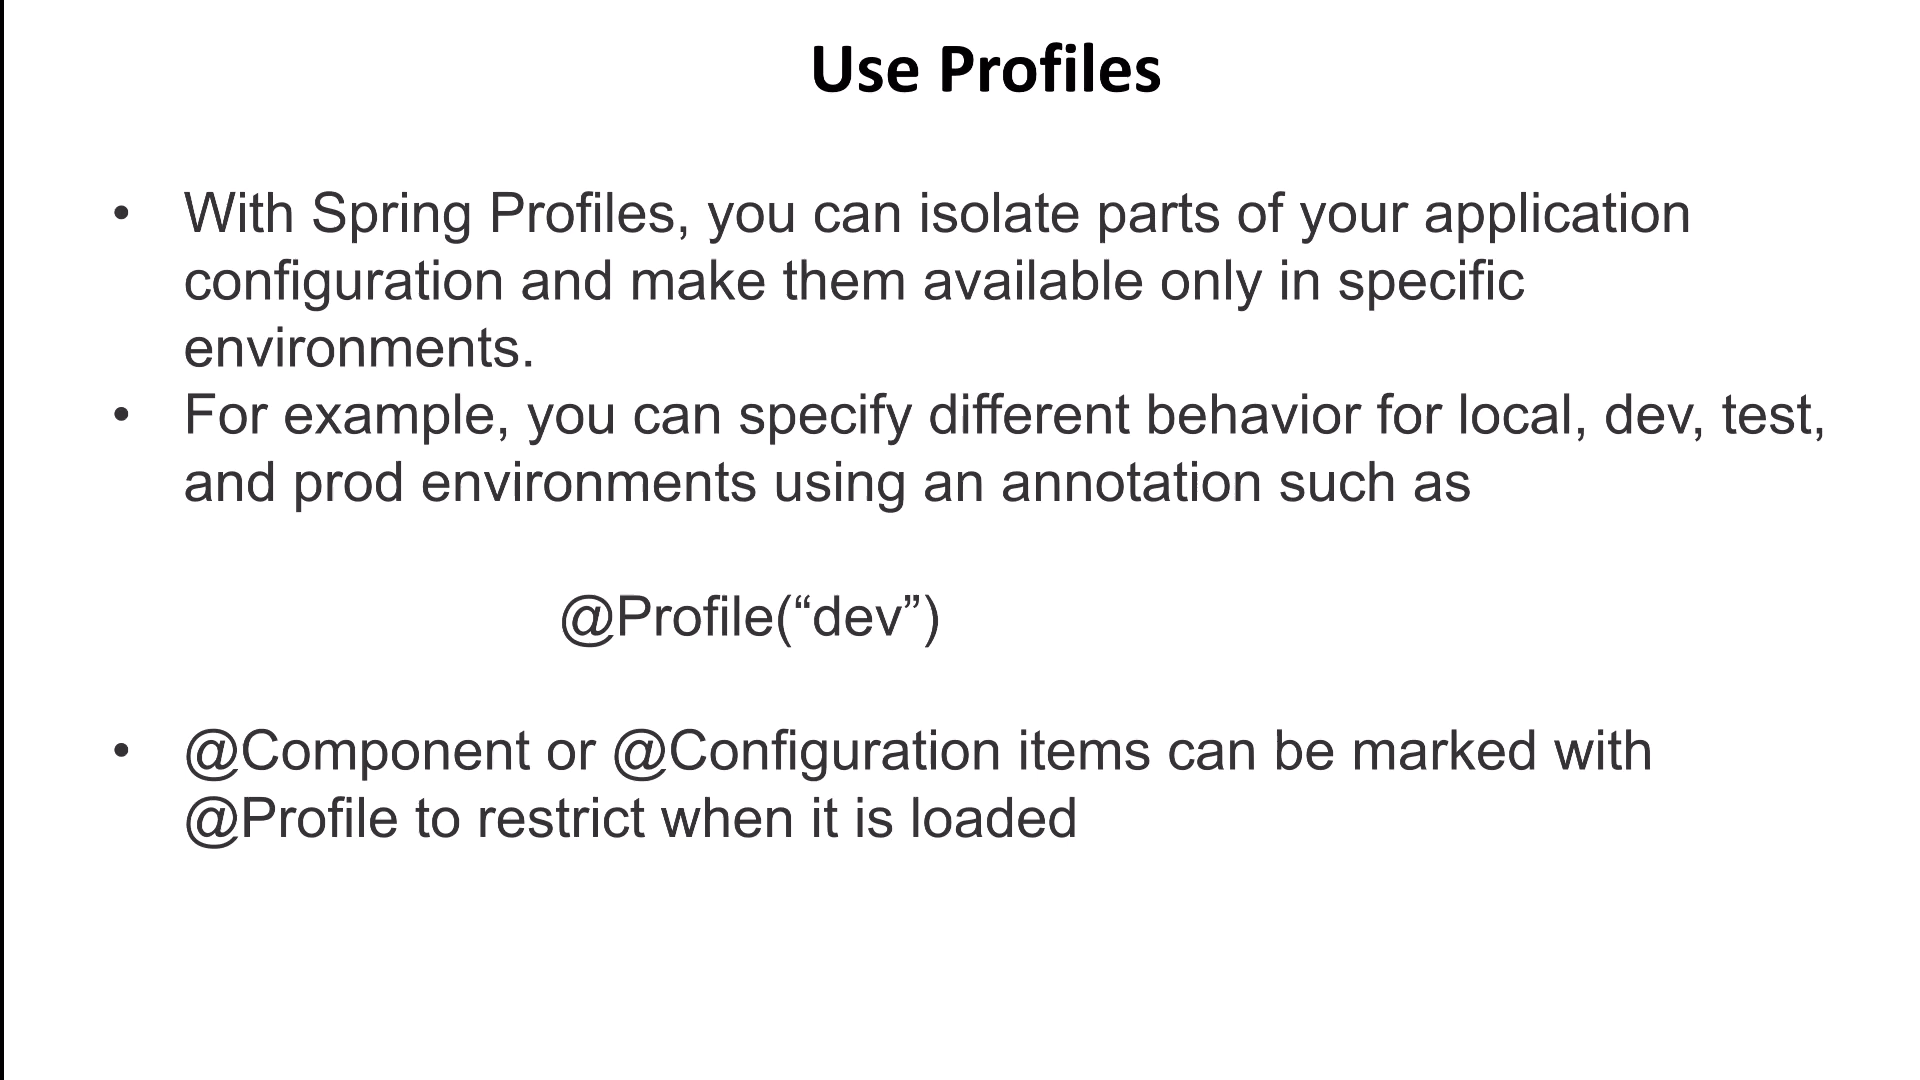 Use Profiles
• With Spring Profiles, you can isolate parts of your application
configuration and make them available only in specific
environments.
• For example, you can specify different behavior for local, dev, test,
and prod environments using an annotation such as
@Profile(“dev”)
• @Component or @Configuration items can be marked with
@Profile to restrict when it is loaded